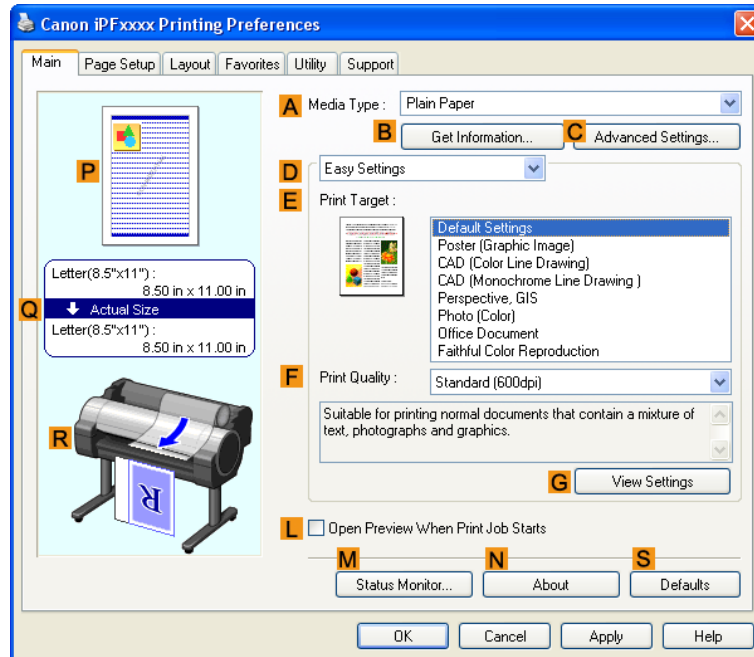 Canon iPFxxxx Printing Preferences
Main Page Setup Layout Favorites Utility Support
P
Letter(8.5"x11") :
8.50 in x 11.00 in
Q
Actual Size
Letter(8.5"x11") :
8.50 in x 11.00 in
R
R
A Media Type : Plain Paper
B Get Information... C Advanced Settings...
D Easy Settings
E Print Target :
Default Settings
Poster (Graphic Image)
CAD (Color Line Drawing)
CAD (Monochrome Line Drawing )
Perspective, GIS
Photo (Color)
Office Document
Faithful Color Reproduction
F Print Quality : Standard (600dpi)
Suitable for printing normal documents that contain a mixture of
text, photographs and graphics.
G View Settings
L Open Preview When Print Job Starts
M N S
Status Monitor... About Defaults
OK Cancel Apply Help